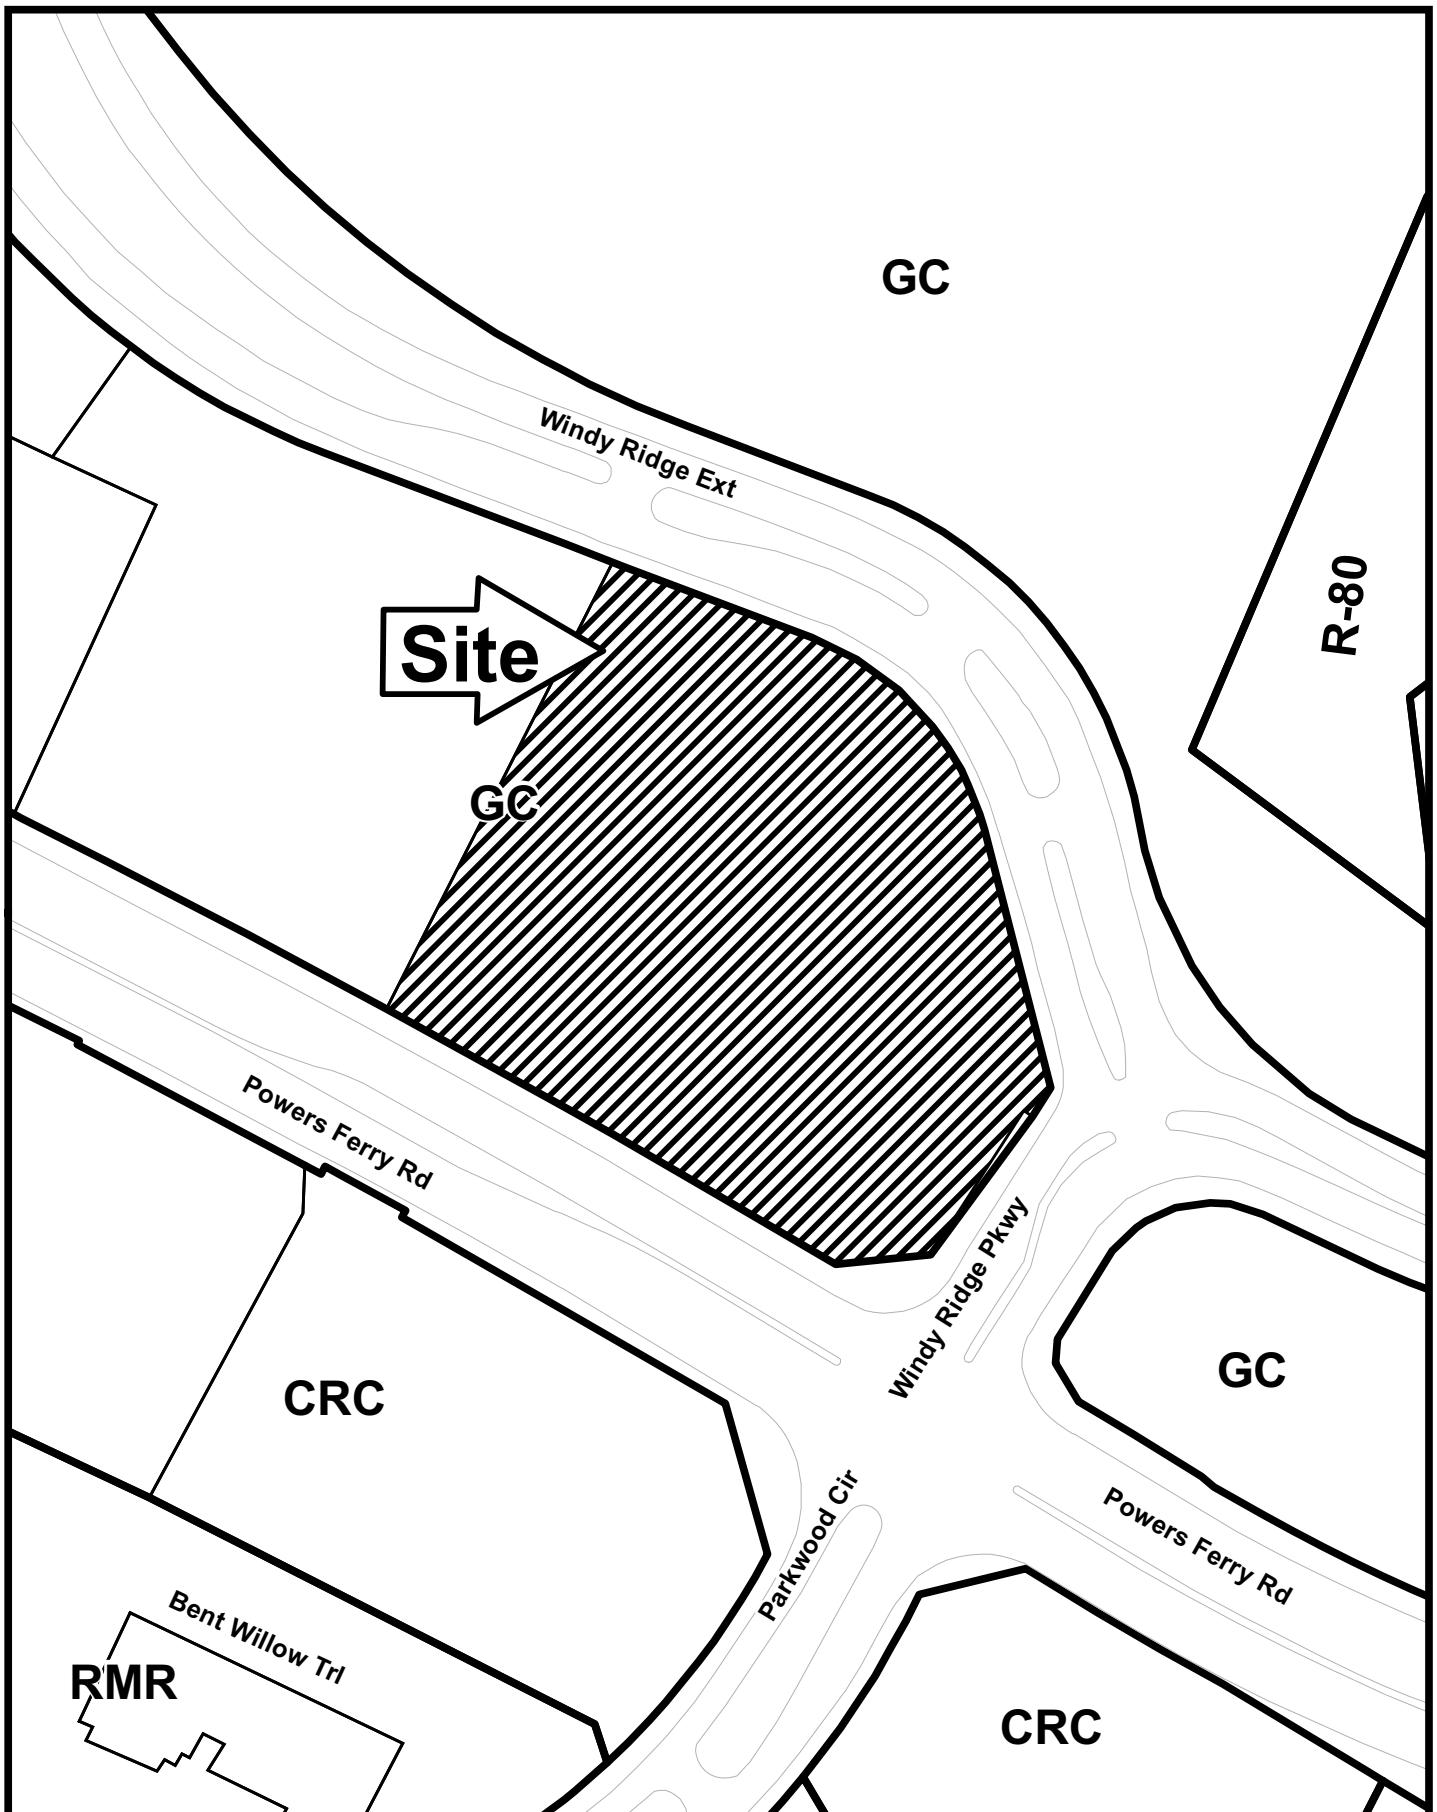 GC
Windy Ridge Ext
R-80
Site
GC
Powers Ferry Rd
Windy Ridge Pkwy
GC
CRC
Parkwood Cir
Powers Ferry Rd
Bent Willow Trl
RMR
CRC